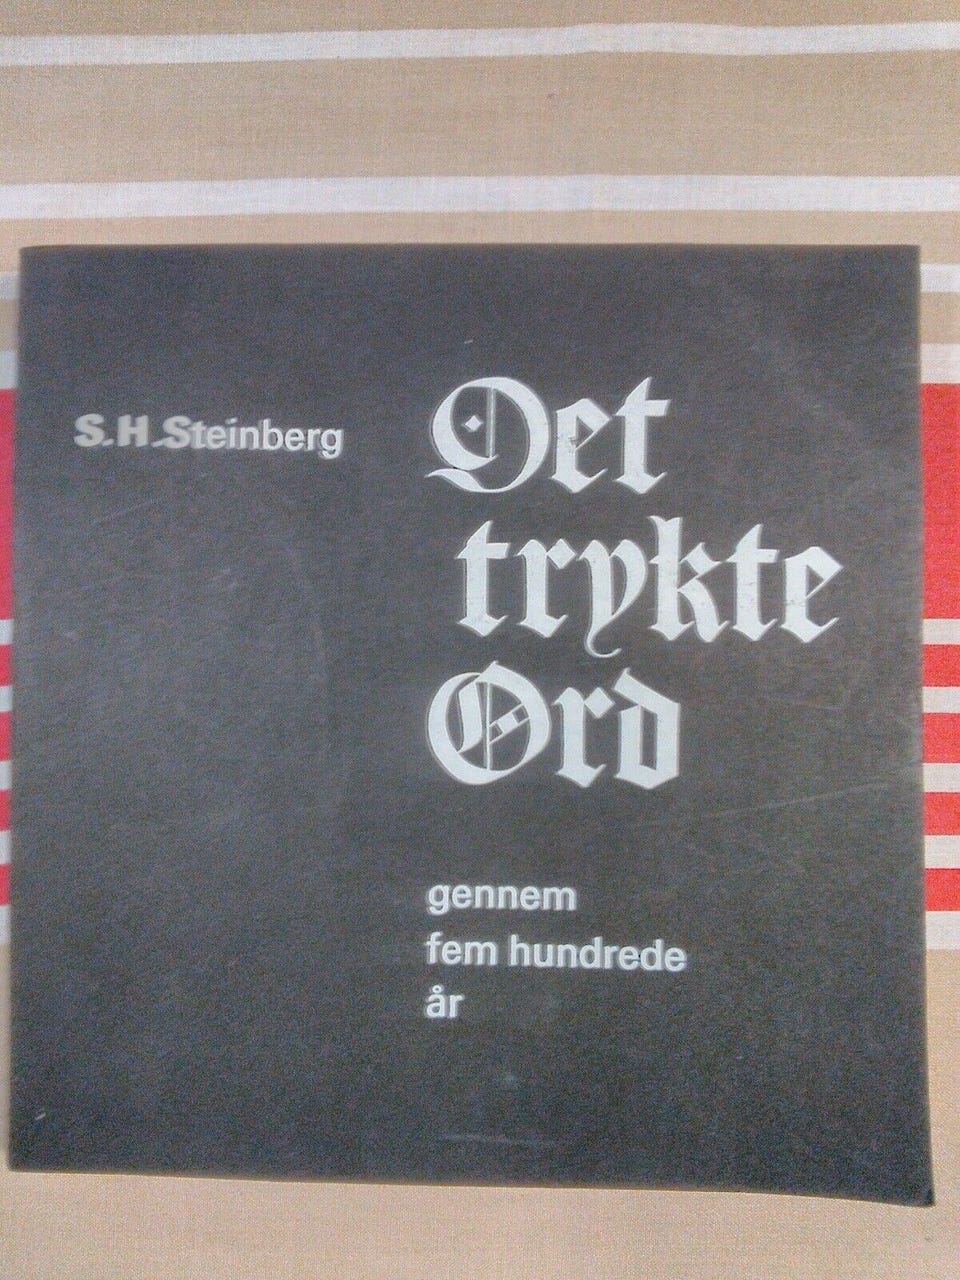 S.H.Steinberg
Det
trykte
Ord
gennem
fem hundrede
år